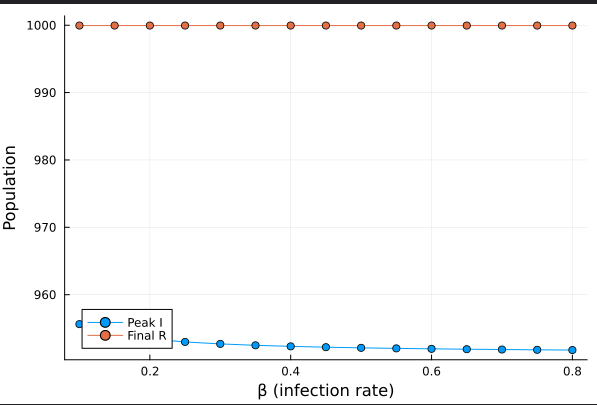 1000
990
980
970
960
Population
Peak I
Final R
0.2
0.4
0.6
0.8
β (infection rate)